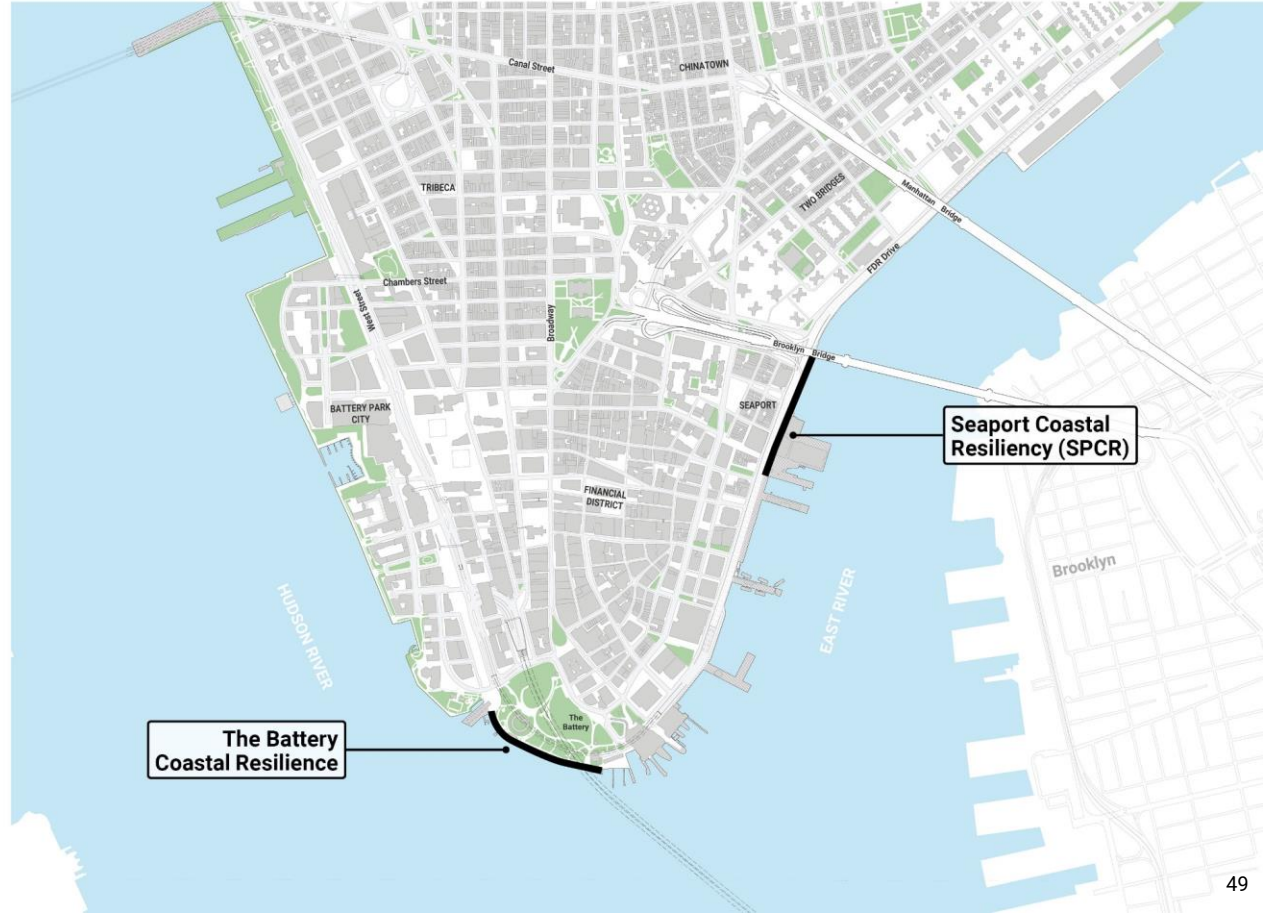 Canal Street
CHINATOWN
TRIBECA
TWO BRIDGES
Manhattan Bridge
FDR Drive
Chambers Street
West Street
Broadway
Brooklyn Bridge
BATTERY PARK
CITY
SEAPORT
Seaport Coastal
Resiliency (SPCR)
FINANCIAL
DISTRICT
Brooklyn
HUDSON RIVER
EAST RIVER
The
Battery
The Battery
Coastal Resilience
49